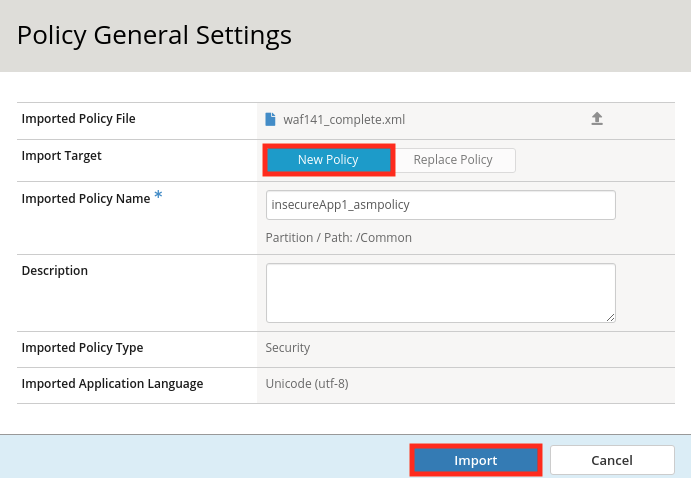 Policy General Settings
Imported Policy File waf141_complete.xml
Import Target New Policy Replace Policy
Imported Policy Name * insecureApp1_asmpolicy
Partition / Path: /Common
Description
Imported Policy Type Security
Imported Application Language Unicode (utf-8)
Import Cancel